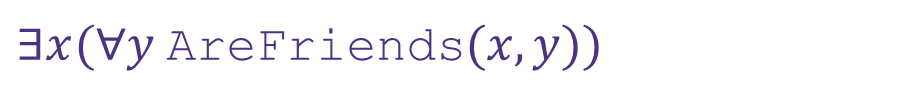 ∃x(∀y AreFriends(x, y))